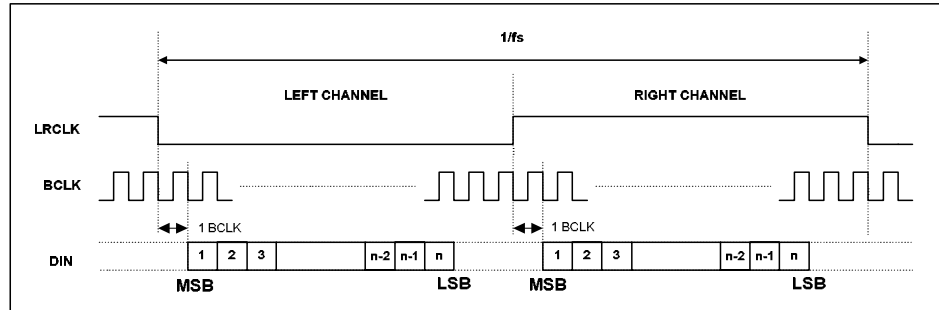 1/fs
LEFT CHANNEL RIGHT CHANNEL
LRCLK
BCLK
1 BCLK 1 BCLK
DIN 1 2 3 n-2 n-1 n 1 2 3 n-2 n-1 n
MSB LSB MSB LSB